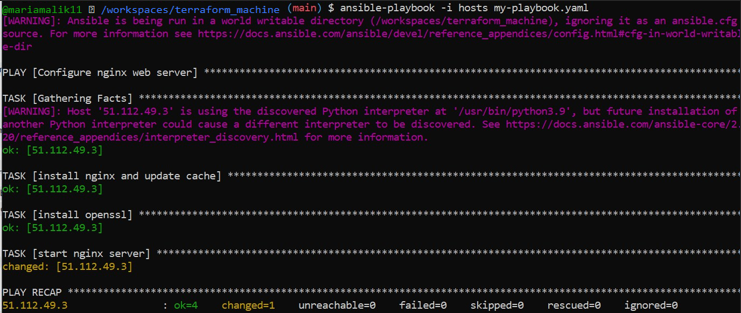 @mariamalik11 /workspaces/terraform_machine (main) $ ansible-playbook -i hosts my-playbook.yaml
[WARNING]: Ansible is being run in a world writable directory (/workspaces/terraform_machine), ignoring it as an ansible.cfg
source. For more information see https://docs.ansible.com/ansible/devel/reference_appendices/config.html#cfg-in-world-writabl
e-dir
PLAY [Configure nginx web server] ******************************************************************************************
TASK [Gathering Facts] *****************************************************************************************************
[WARNING]: Host '51.112.49.3' is using the discovered Python interpreter at '/usr/bin/python3.9', but future installation of
another Python interpreter could cause a different interpreter to be discovered. See https://docs.ansible.com/ansible-core/2.
20/reference_appendices/interpreter_discovery.html for more information.
ok: [51.112.49.3]
TASK [install nginx and update cache] **************************************************************************************
ok: [51.112.49.3]
TASK [install openssl] *****************************************************************************************************
ok: [51.112.49.3]
TASK [start nginx server] **************************************************************************************************
changed: [51.112.49.3]
PLAY RECAP *****************************************************************************************************************
51.112.49.3 : ok=4 changed=1 unreachable=0 failed=0 skipped=0 rescued=0 ignored=0